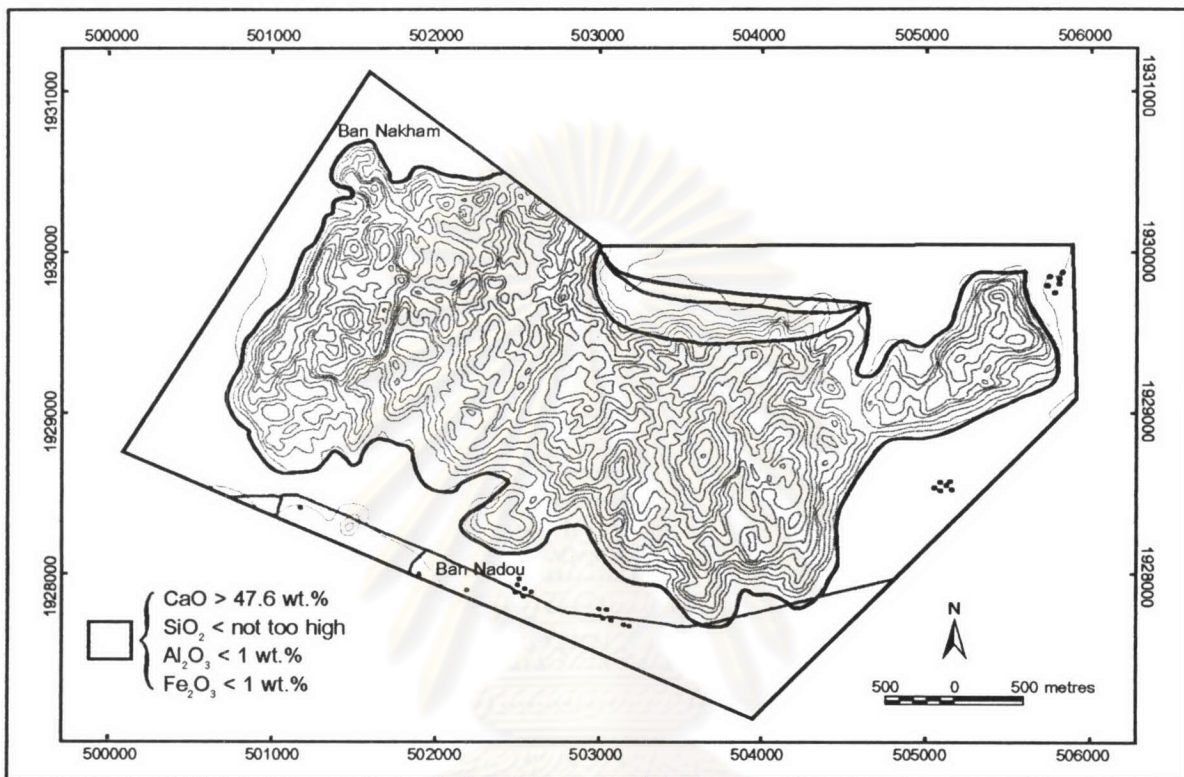 500000 501000 502000 503000 504000 505000 506000
1931000 1931000
Ban Nakham
1930000 1930000
1929000 1929000
1928000 1928000
Ban Nadou
CaO > 47.6 wt.%
SiO₂ < not too high
Al₂O₃ < 1 wt.%
Fe₂O₃ < 1 wt.%
N
500 0 500 metres
500000 501000 502000 503000 504000 505000 506000